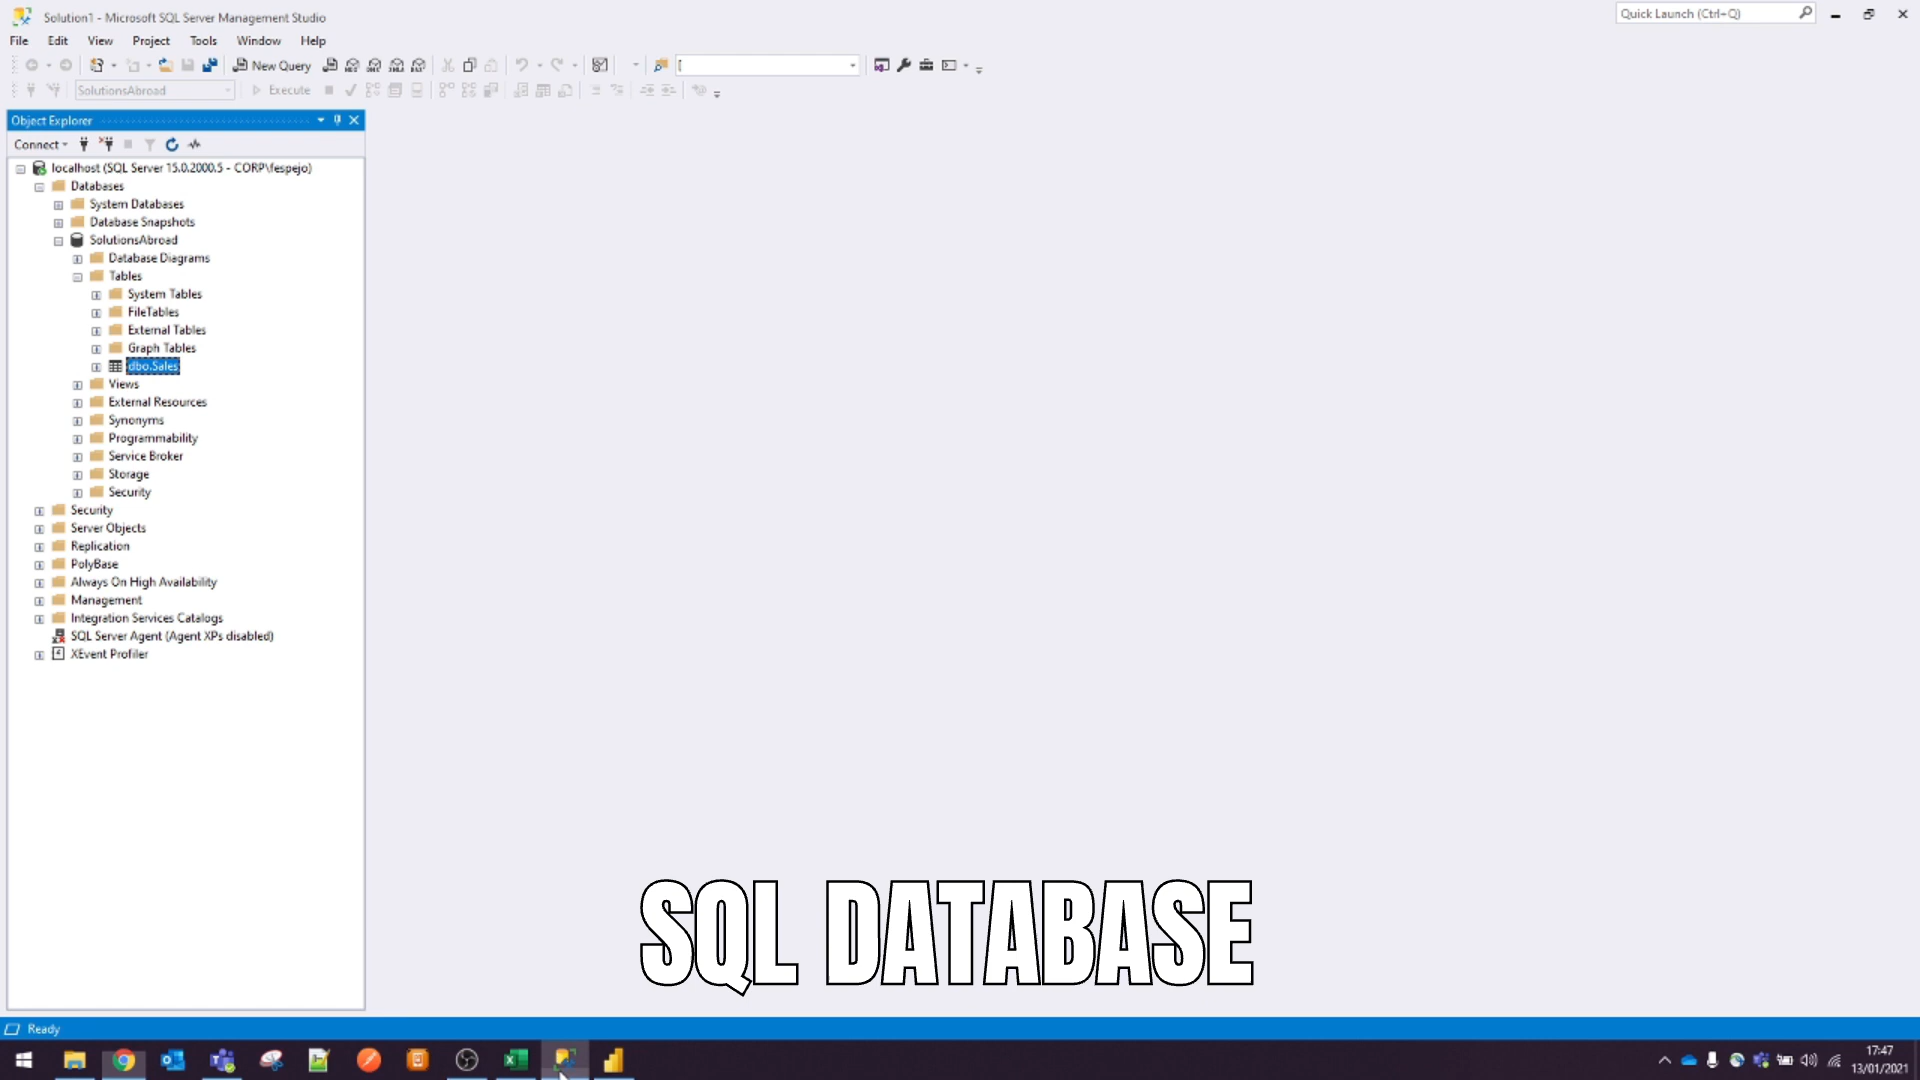 Solution1 - Microsoft SQL Server Management Studio
Quick Launch (Ctrl+Q)
File Edit View Project Tools Window Help
New Query
SolutionsAbroad
Execute
Object Explorer
Connect
localhost (SQL Server 15.0.2000.5 - CORP\fespejo)
Databases
System Databases
Database Snapshots
SolutionsAbroad
Database Diagrams
Tables
System Tables
FileTables
External Tables
Graph Tables
dbo.Sales
Views
External Resources
Synonyms
Programmability
Service Broker
Storage
Security
Security
Server Objects
Replication
PolyBase
Always On High Availability
Management
Integration Services Catalogs
SQL Server Agent (Agent XPs disabled)
XEvent Profiler
SQL DATABASE
Ready
17:47
13/01/2021